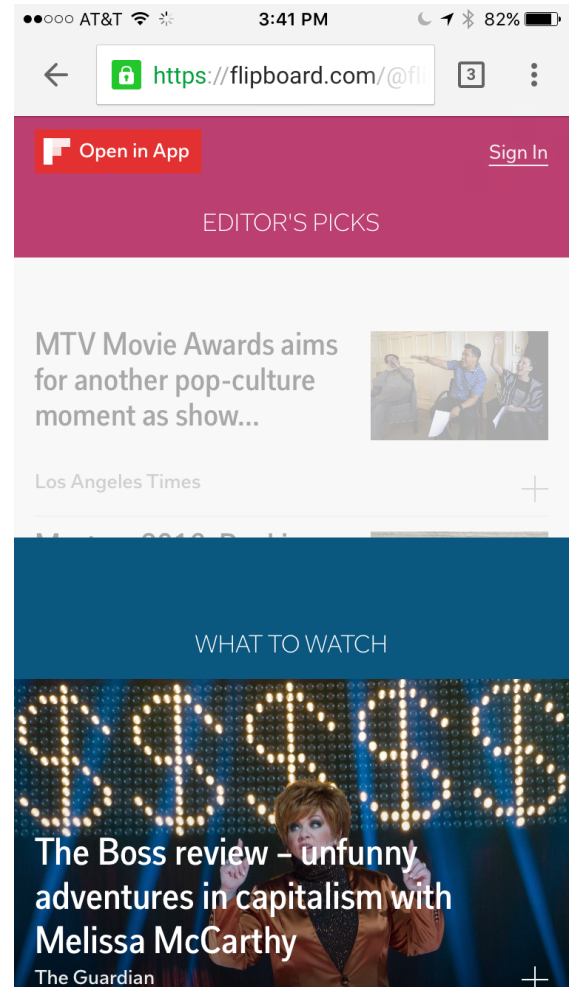 AT&T 3:41 PM 82%
https://flipboard.com/@fli 3
Open in App Sign In
EDITOR'S PICKS
MTV Movie Awards aims
for another pop-culture
moment as show...
Los Angeles Times
WHAT TO WATCH
The Boss review – unfunny
adventures in capitalism with
Melissa McCarthy
The Guardian